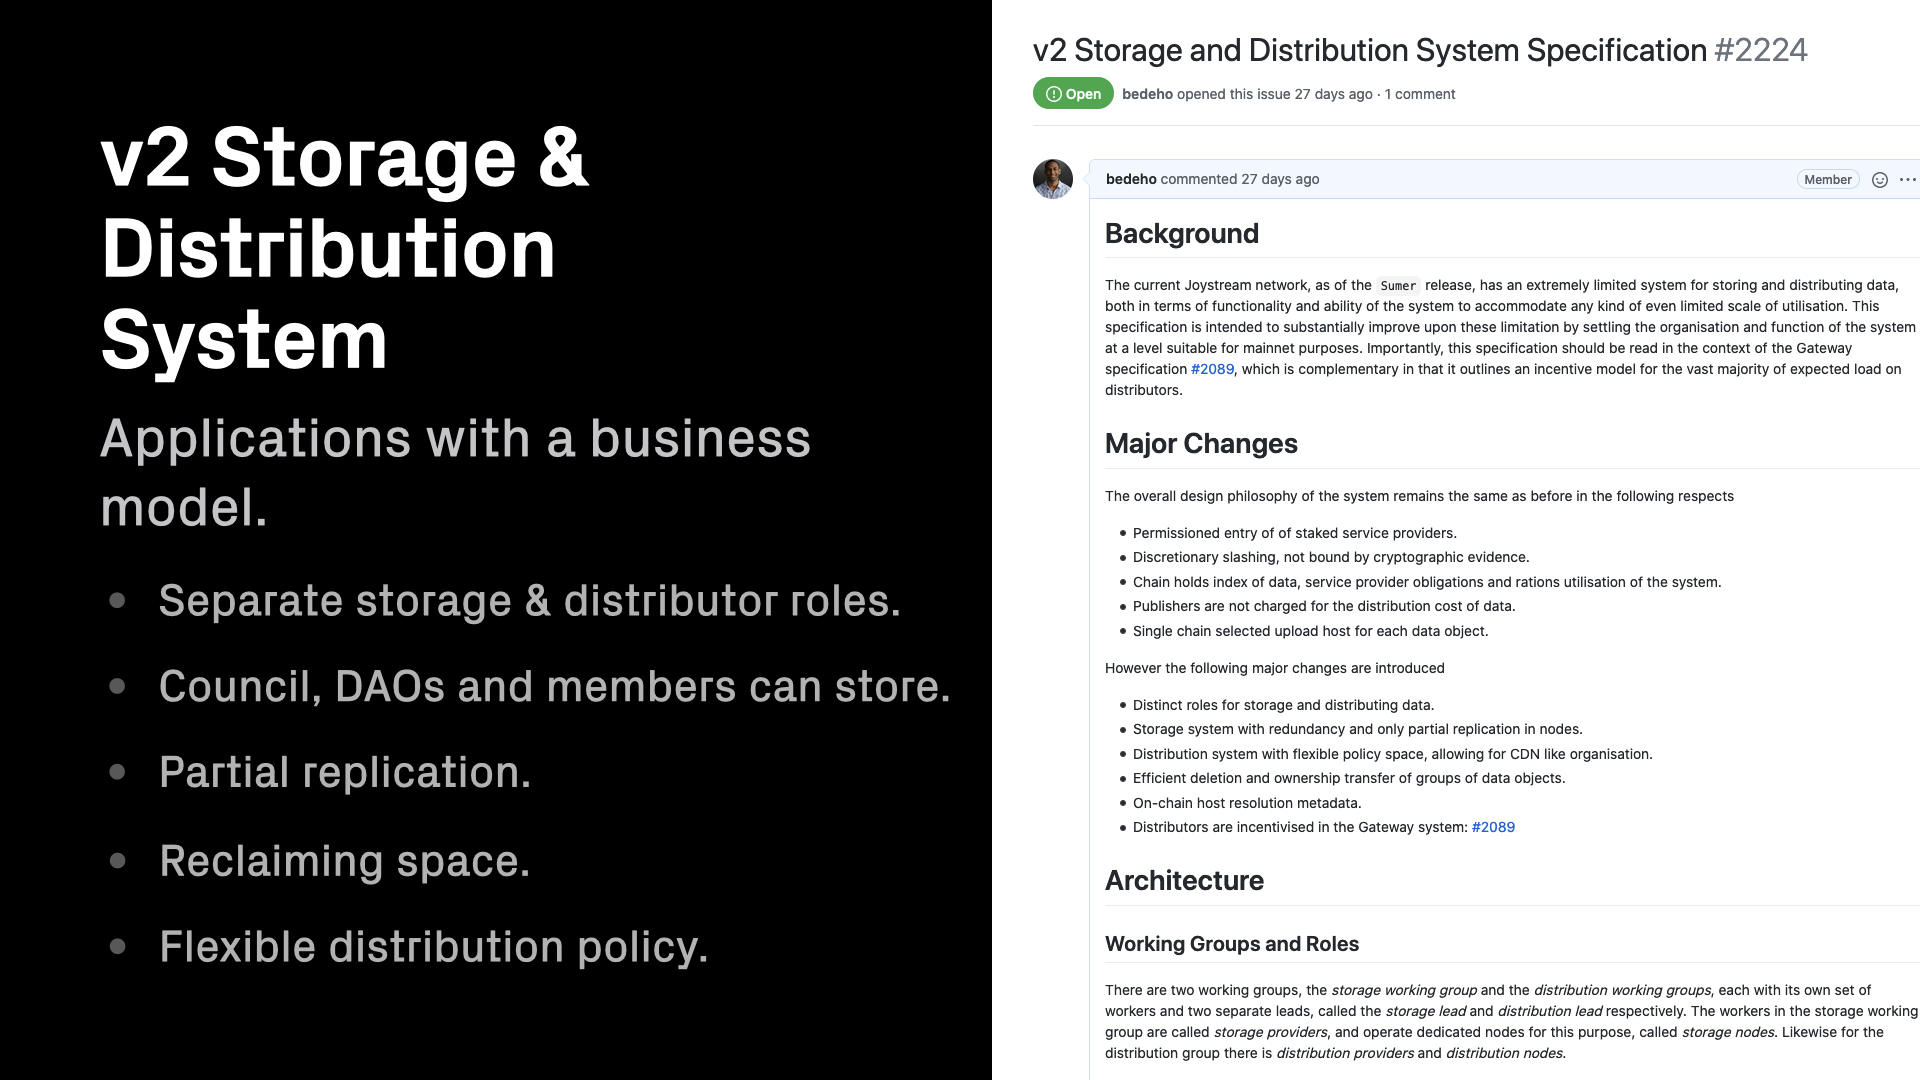 v2 Storage &
Distribution
System
Applications with a business
model.
• Separate storage & distributor roles.
• Council, DAOs and members can store.
• Partial replication.
• Reclaiming space.
• Flexible distribution policy.
v2 Storage and Distribution System Specification #2224
Open bedeho opened this issue 27 days ago · 1 comment
bedeho commented 27 days ago Member
Background
The current Joystream network, as of the Sumer release, has an extremely limited system for storing and distributing data,
both in terms of functionality and ability of the system to accommodate any kind of even limited scale of utilisation. This
specification is intended to substantially improve upon these limitation by settling the organisation and function of the system
at a level suitable for mainnet purposes. Importantly, this specification should be read in the context of the Gateway
specification #2089, which is complementary in that it outlines an incentive model for the vast majority of expected load on
distributors.
Major Changes
The overall design philosophy of the system remains the same as before in the following respects
• Permissioned entry of of staked service providers.
• Discretionary slashing, not bound by cryptographic evidence.
• Chain holds index of data, service provider obligations and rations utilisation of the system.
• Publishers are not charged for the distribution cost of data.
• Single chain selected upload host for each data object.
However the following major changes are introduced
• Distinct roles for storage and distributing data.
• Storage system with redundancy and only partial replication in nodes.
• Distribution system with flexible policy space, allowing for CDN like organisation.
• Efficient deletion and ownership transfer of groups of data objects.
• On-chain host resolution metadata.
• Distributors are incentivised in the Gateway system: #2089
Architecture
Working Groups and Roles
There are two working groups, the storage working group and the distribution working groups, each with its own set of
workers and two separate leads, called the storage lead and distribution lead respectively. The workers in the storage working
group are called storage providers, and operate dedicated nodes for this purpose, called storage nodes. Likewise for the
distribution group there is distribution providers and distribution nodes.